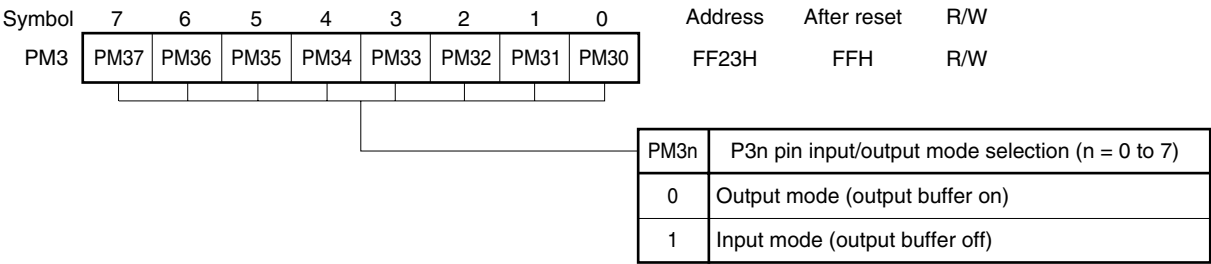 Symbol 7 6 5 4 3 2 1 0 Address After reset R/W
PM3 PM37 PM36 PM35 PM34 PM33 PM32 PM31 PM30 FF23H FFH R/W
PM3n P3n pin input/output mode selection (n = 0 to 7)
0 Output mode (output buffer on)
1 Input mode (output buffer off)